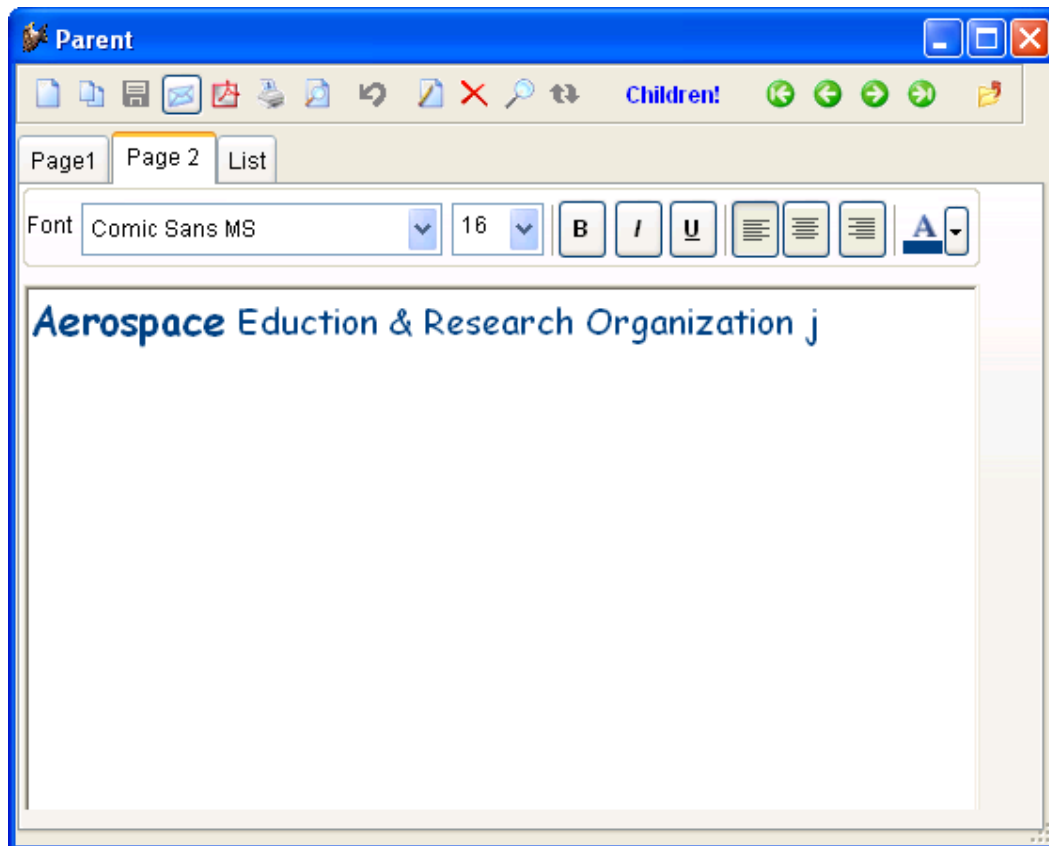 Parent
Children!
Page1 Page 2 List
Font Comic Sans MS 16 B I U A
Aerospace Eduction & Research Organization j